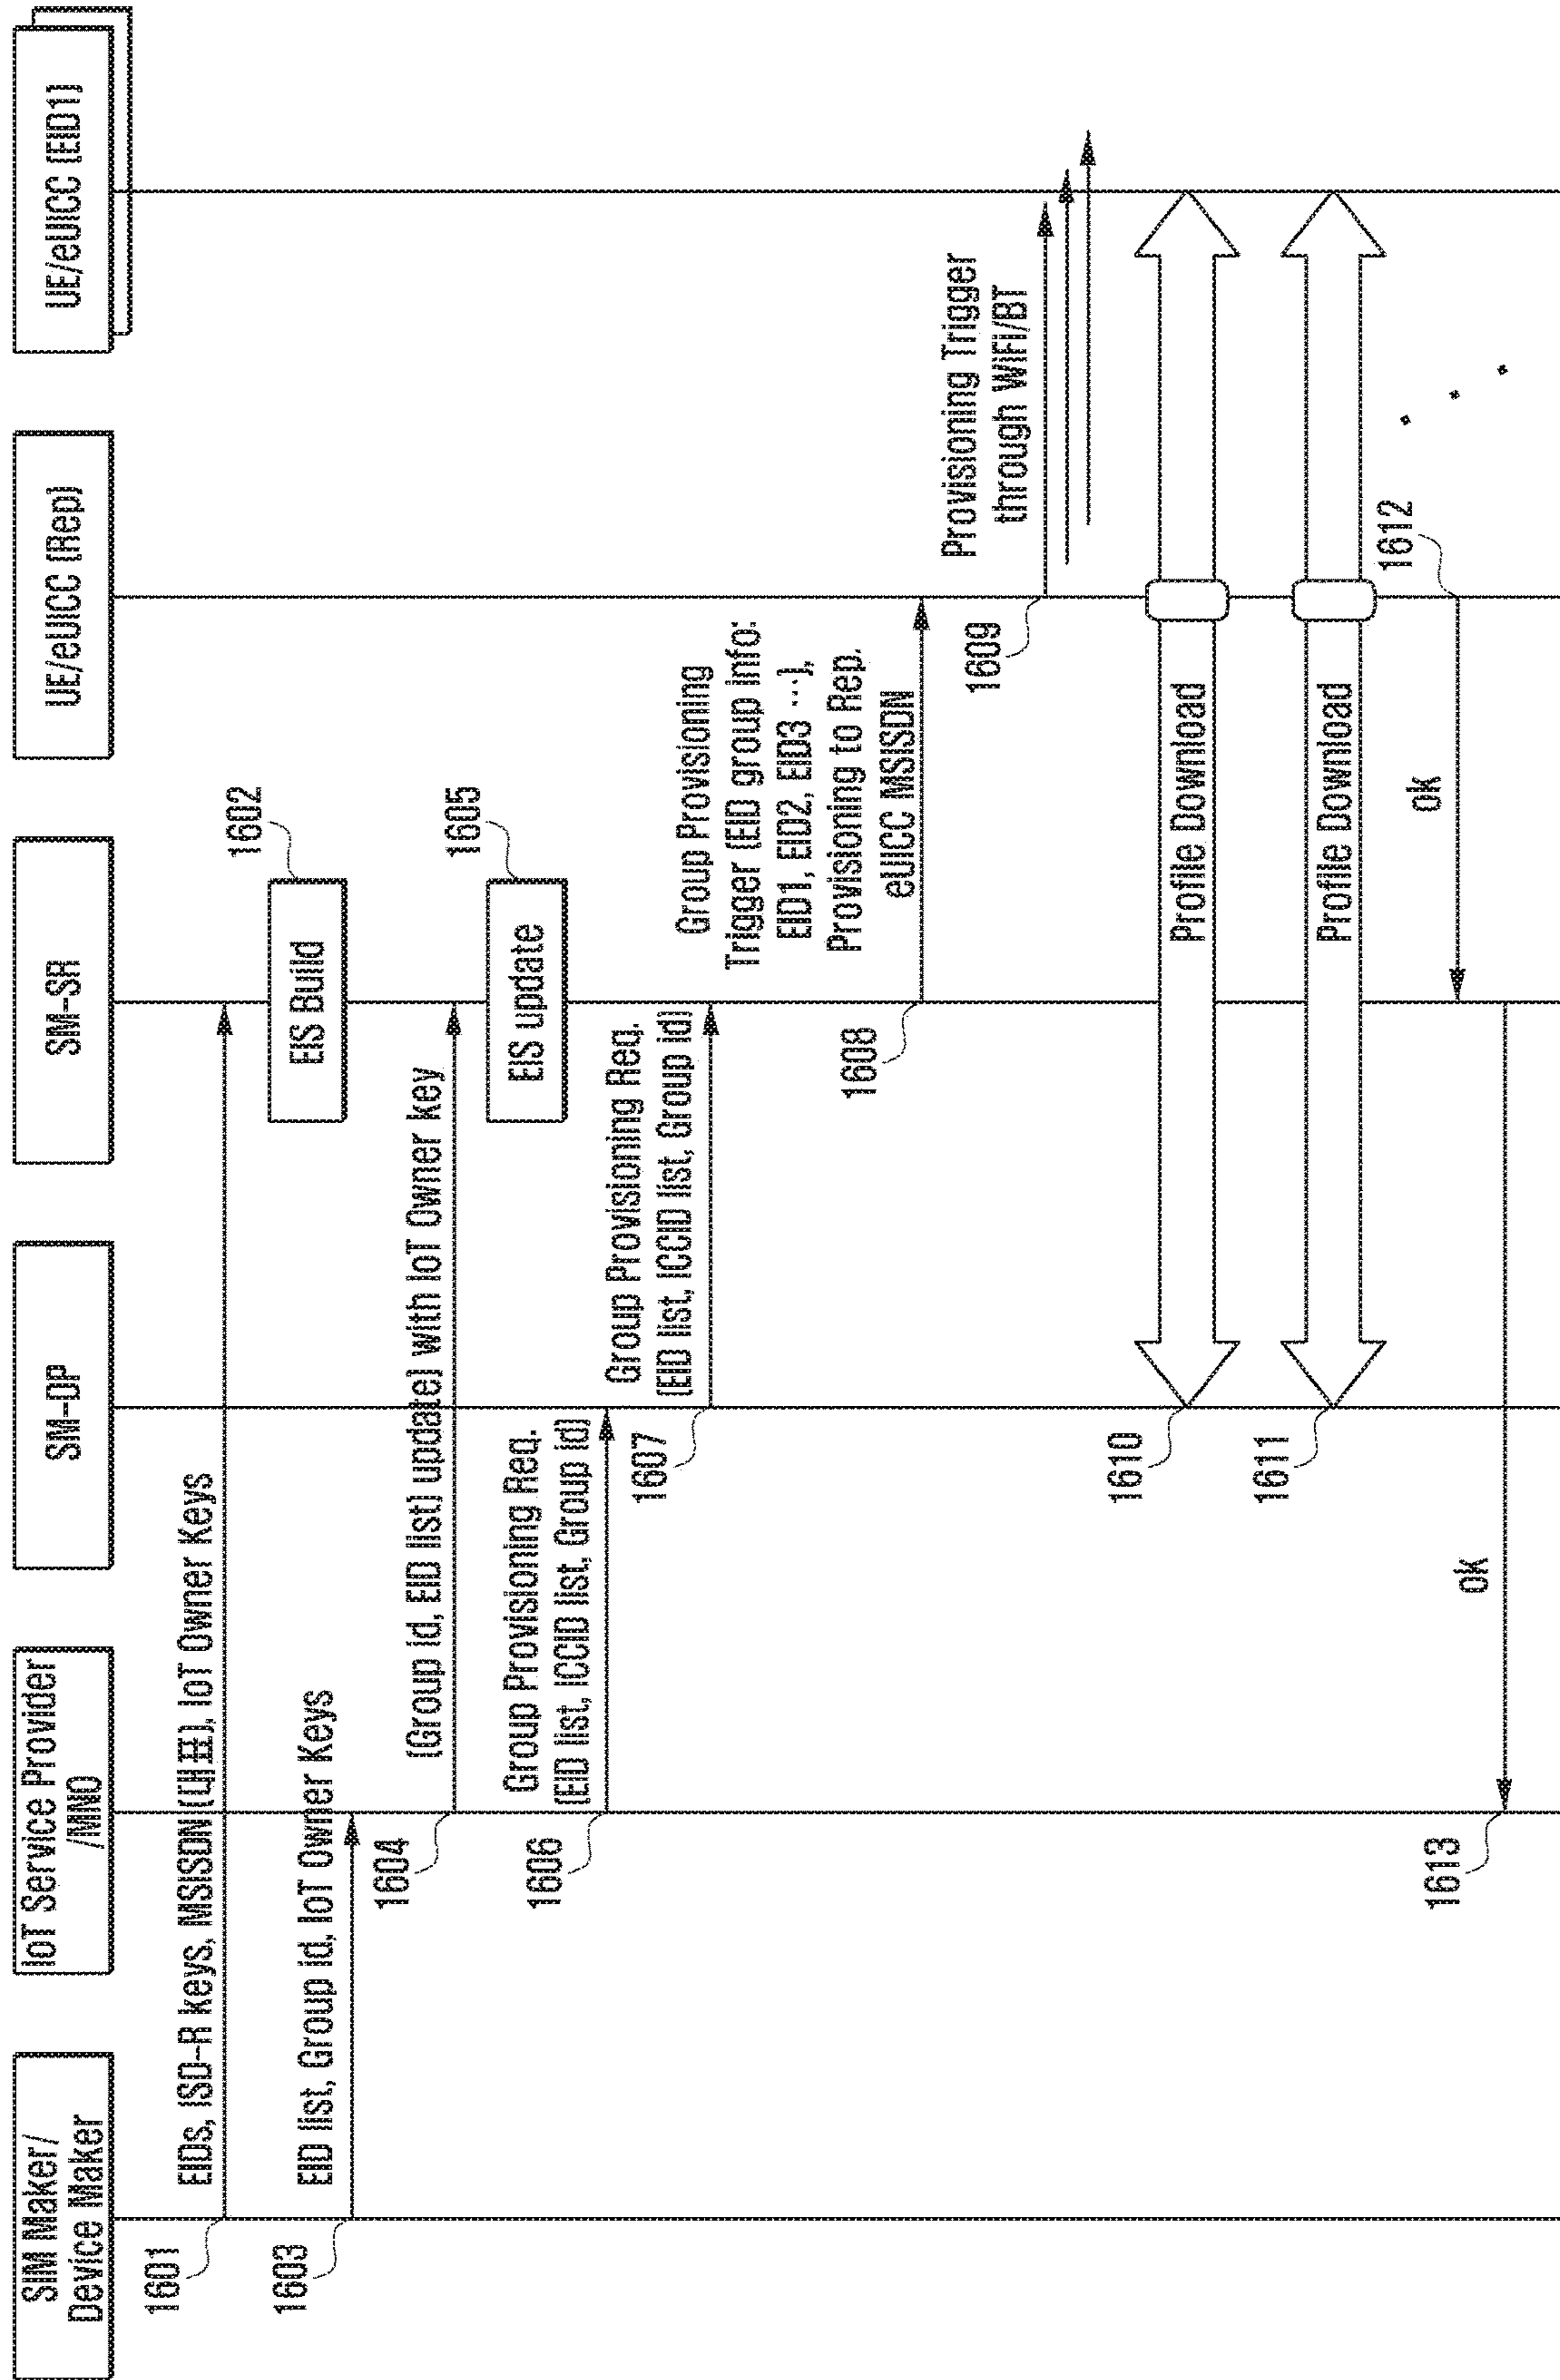 SIM Maker/
Device Maker
IoT Service Provider
/MNO
SM-DP
SM-SR
UE/eUICC (Rep)
UE/eUICC (EID1)
1601
EIDs, ISD-R keys, MSISDN(대표), IoT Owner Keys
EIS Build
1602
1603
EID list, Group id, IoT Owner Keys
1604
(Group id, EID list) update) with IoT Owner Key
EIS update
1605
1606
Group Provisioning Req.
(EID list, ICCID list, Group id)
1607
Group Provisioning Req.
(EID list, ICCID list, Group id)
1608
Group Provisioning
Trigger (EID group info:
EID1, EID2, EID3 ...),
Provisioning to Rep.
eUICC MSISDN
1609
Provisioning Trigger
through WiFi/BT
1610
Profile Download
1611
Profile Download
1612
ok
1613
ok